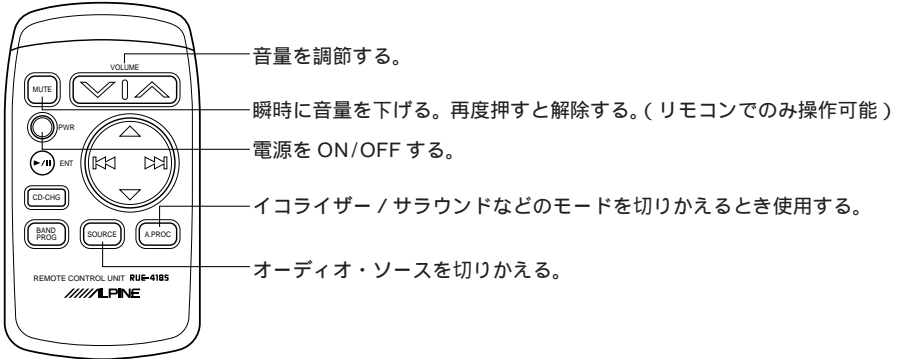 VOLUME
音量を調節する。
MUTE
瞬時に音量を下げる。再度押すと解除する。（リモコンでのみ操作可能）
PWR
電源を ON/OFF する。
ENT
CD-CHG
イコライザー / サラウンドなどのモードを切りかえるとき使用する。
BAND
PROG
SOURCE
A.PROC
オーディオ・ソースを切りかえる。
REMOTE CONTROL UNIT RUE-4185
ALPINE